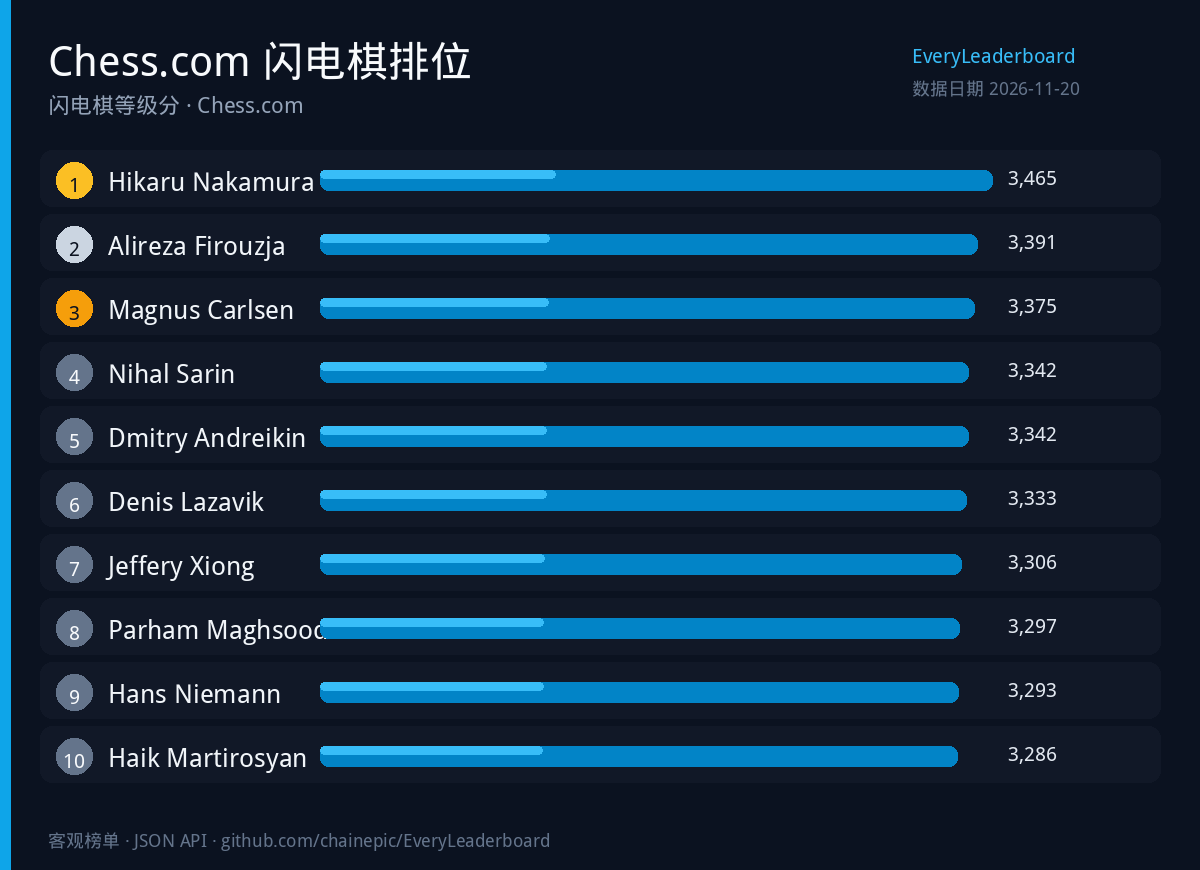 Chess.com 闪电棋排位
闪电棋等级分 · Chess.com
EveryLeaderboard
数据日期 2026-11-20
1 Hikaru Nakamura 3,465
2 Alireza Firouzja 3,391
3 Magnus Carlsen 3,375
4 Nihal Sarin 3,342
5 Dmitry Andreikin 3,342
6 Denis Lazavik 3,333
7 Jeffery Xiong 3,306
8 Parham Maghsood 3,297
9 Hans Niemann 3,293
10 Haik Martirosyan 3,286
客观榜单 · JSON API · github.com/chainepic/EveryLeaderboard